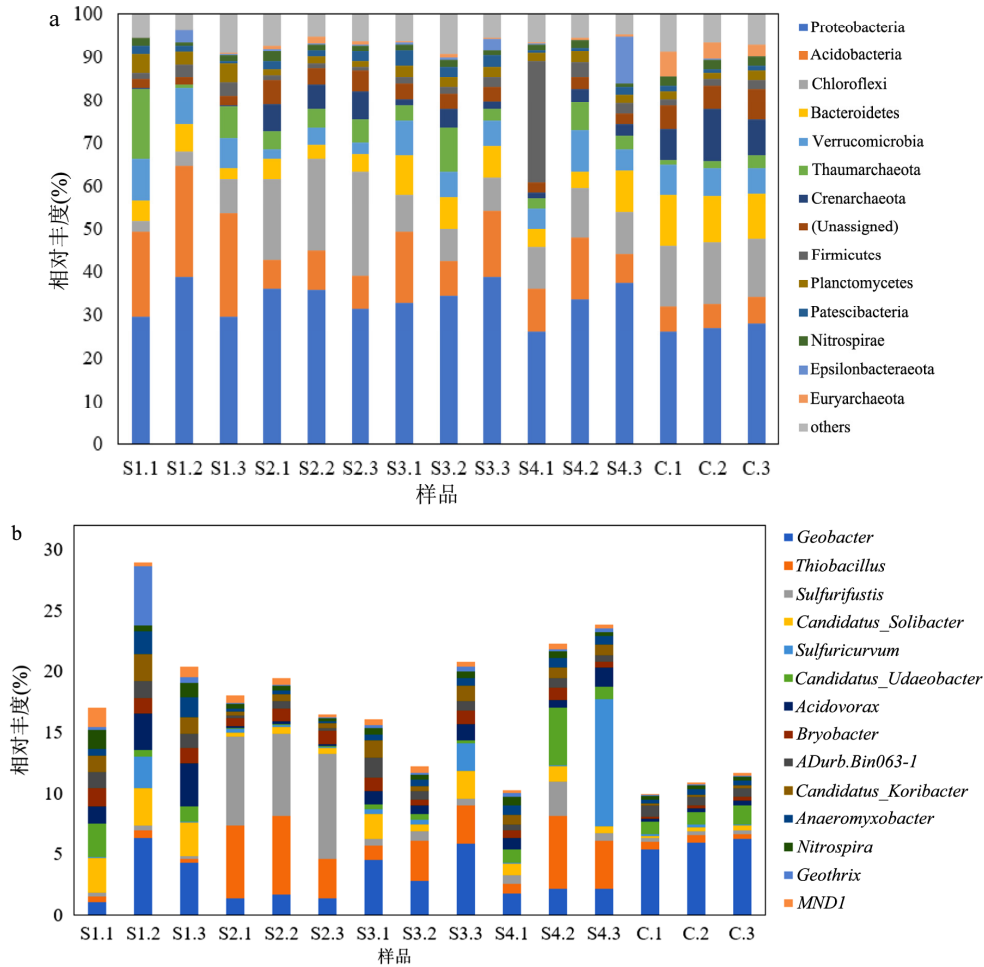 a
100
90
80
70
60
50
40
30
20
10
0
相对丰度(%)
S1.1 S1.2 S1.3 S2.1 S2.2 S2.3 S3.1 S3.2 S3.3 S4.1 S4.2 S4.3 C.1 C.2 C.3
样品
Proteobacteria
Acidobacteria
Chloroflexi
Bacteroidetes
Verrucomicrobia
Thaumarchaeota
Crenarchaeota
(Unassigned)
Firmicutes
Planctomycetes
Patescibacteria
Nitrospirae
Epsilonbacteraeota
Euryarchaeota
others
b
30
25
20
15
10
5
0
相对丰度(%)
S1.1 S1.2 S1.3 S2.1 S2.2 S2.3 S3.1 S3.2 S3.3 S4.1 S4.2 S4.3 C.1 C.2 C.3
样品
Geobacter
Thiobacillus
Sulfurifustis
Candidatus_Solibacter
Sulfuricurvum
Candidatus_Udaeobacter
Acidovorax
Bryobacter
ADurb.Bin063-1
Candidatus_Koribacter
Anaeromyxobacter
Nitrospira
Geothrix
MND1